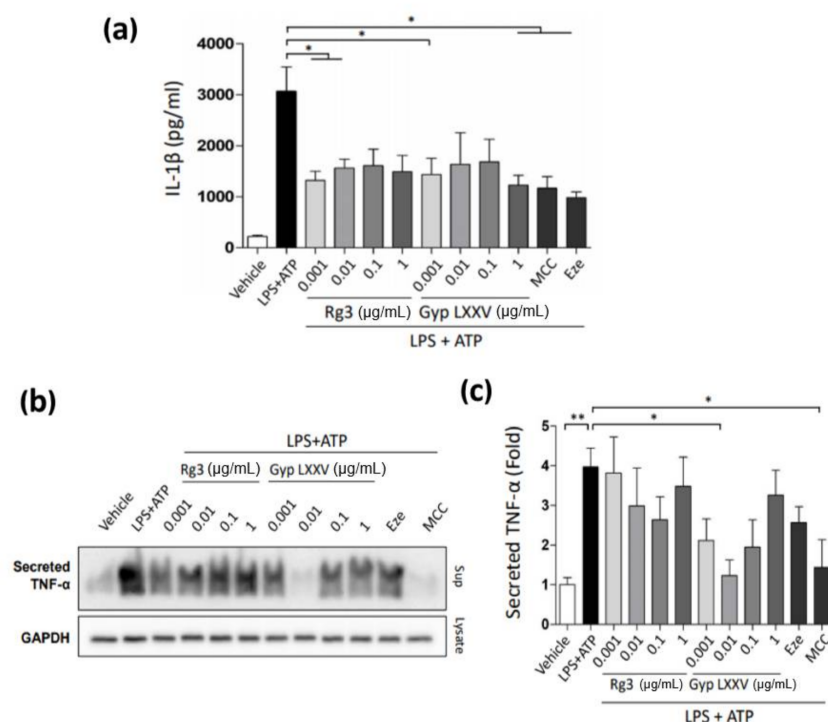 (a)
*
*
*
IL-1β (pg/ml)
4000
3000
2000
1000
0
Vehicle
LPS+ATP
0.001
0.01
0.1
1
0.001
0.01
0.1
1
MCC
Eze
Rg3 (µg/mL) Gyp LXXV (µg/mL)
LPS + ATP
(b)
LPS+ATP
Rg3 (µg/mL) Gyp LXXV (µg/mL)
Vehicle
LPS+ATP
0.001
0.01
0.1
1
0.001
0.01
0.1
1
Eze
MCC
Secreted
TNF-α
Sup
GAPDH
Lysate
(c)
*
*
**
Secreted TNF-α (Fold)
5
4
3
2
1
0
Vehicle
LPS+ATP
0.001
0.01
0.1
1
0.001
0.01
0.1
1
Eze
MCC
Rg3 (µg/mL) Gyp LXXV (µg/mL)
LPS + ATP